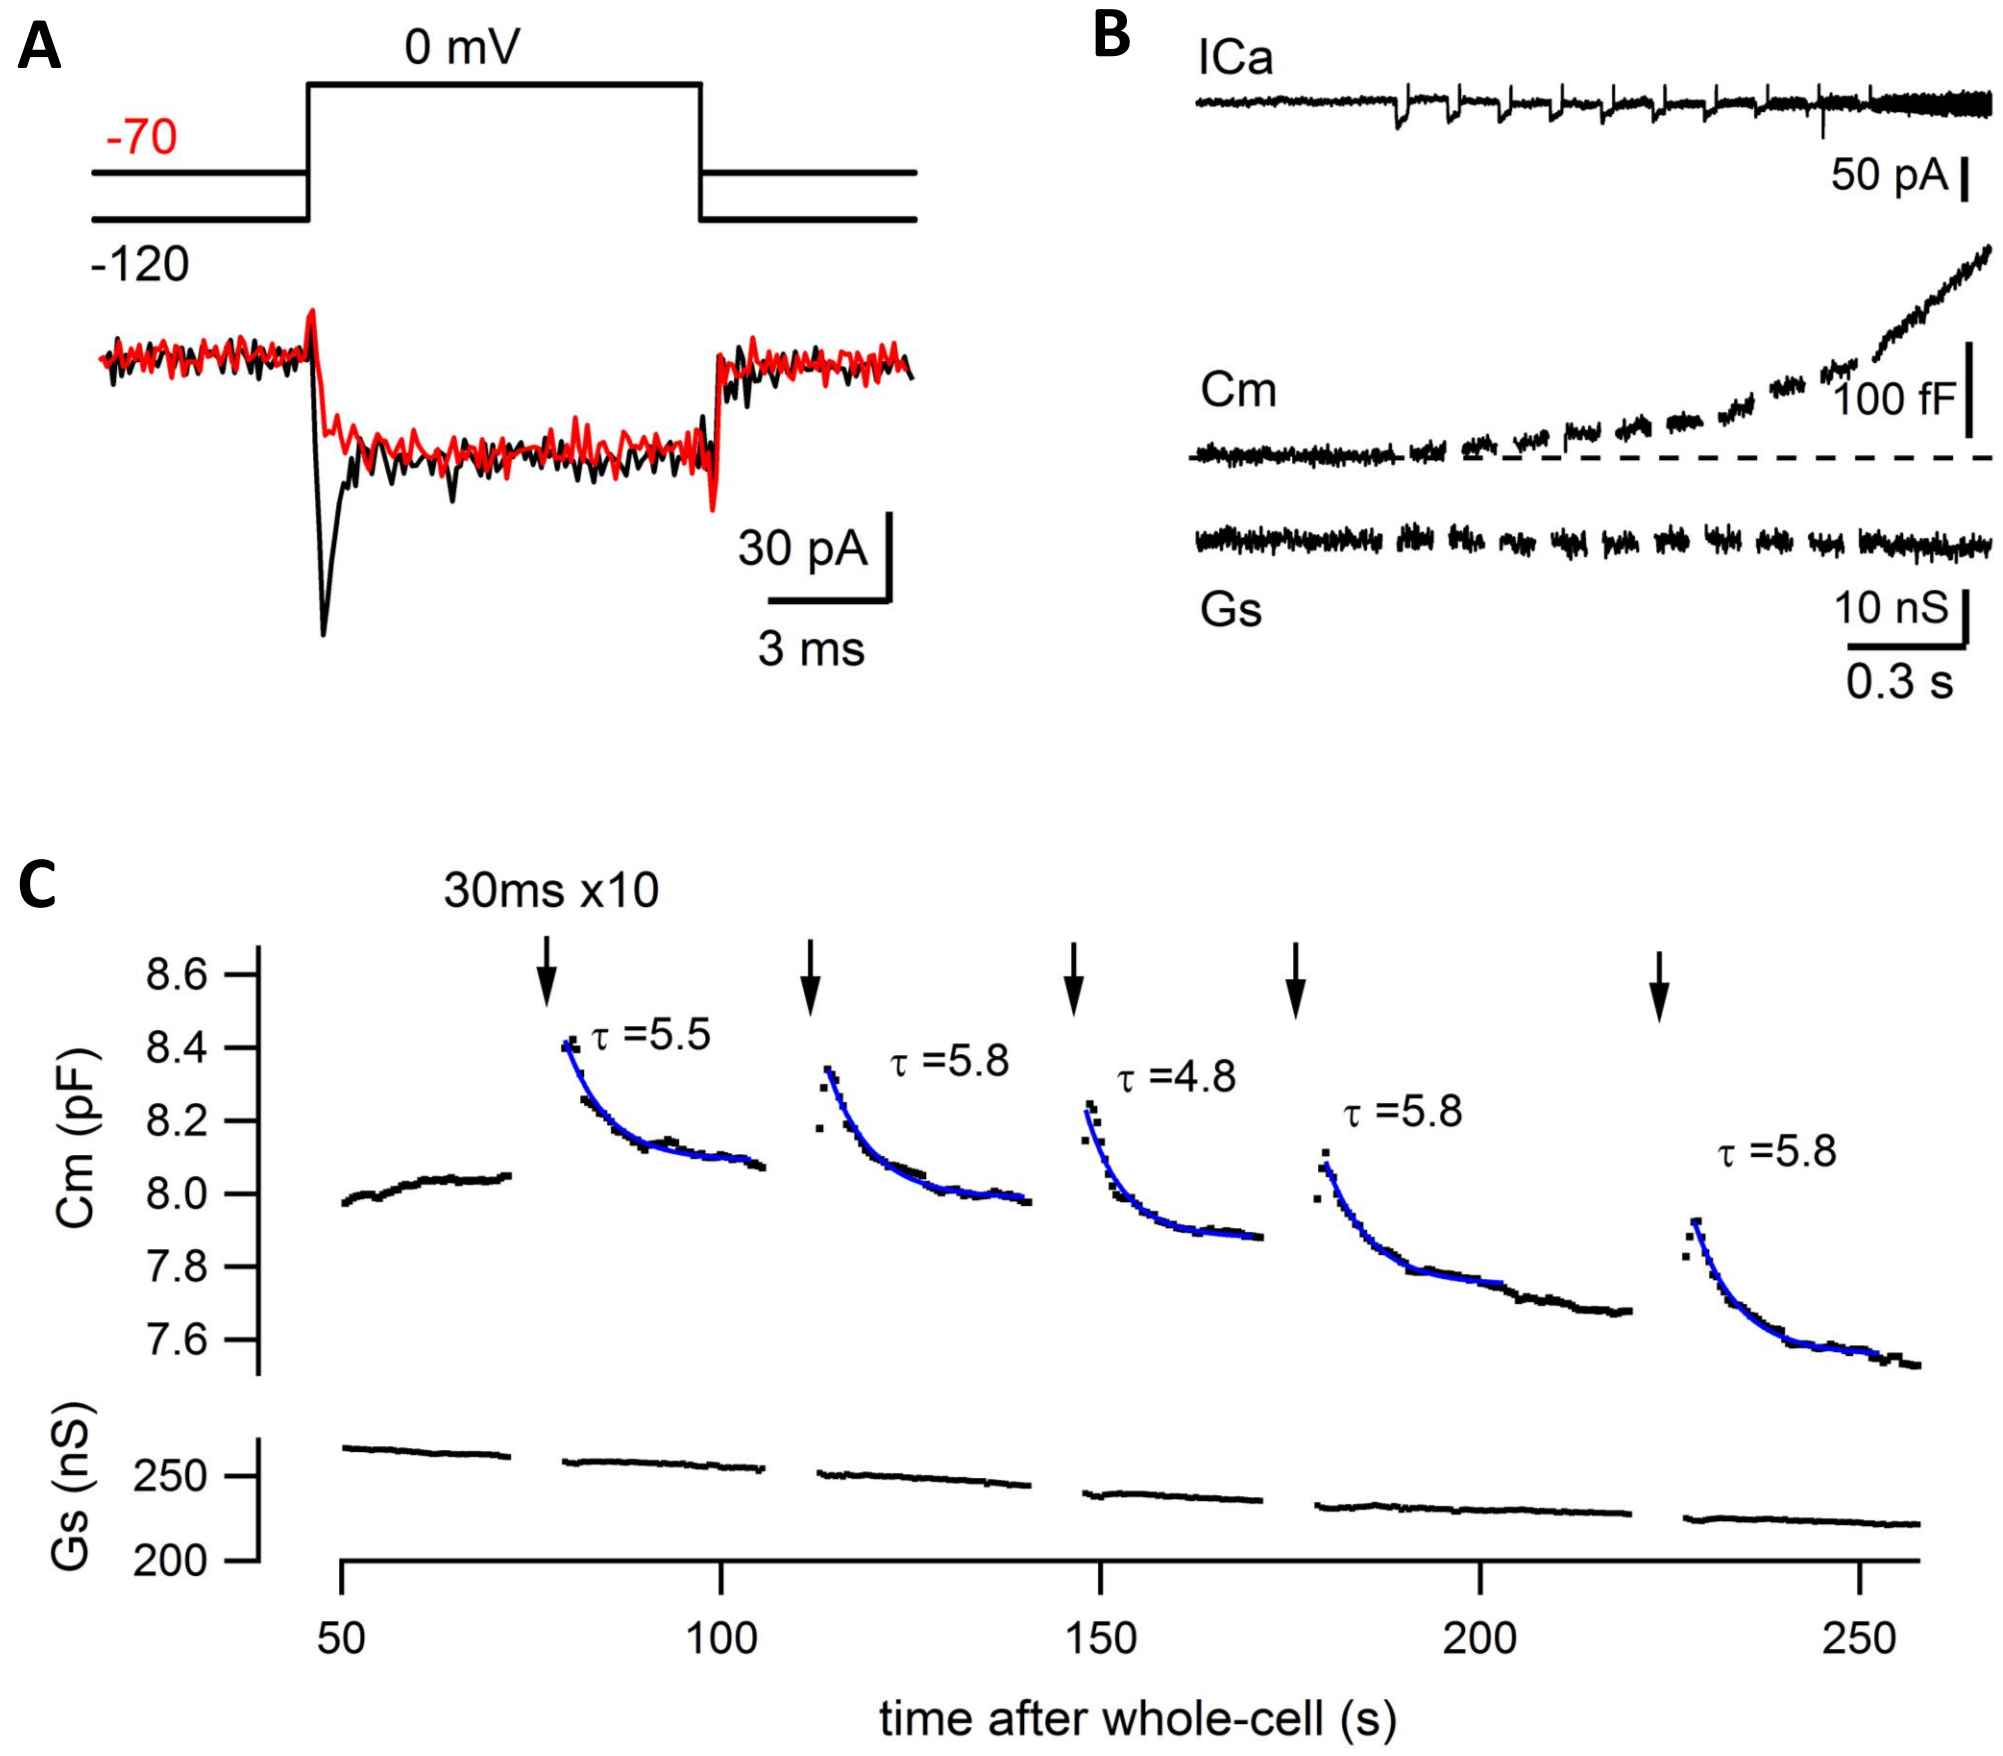 A
0 mV
-70
-120
30 pA
3 ms
B
ICa
50 pA
Cm
100 fF
Gs
10 nS
0.3 s
C
30ms x10
Cm (pF)
8.6
8.4
8.2
8.0
7.8
7.6
τ =5.5
τ =5.8
τ =4.8
τ =5.8
τ =5.8
Gs (nS)
250
200
50 100 150 200 250
time after whole-cell (s)